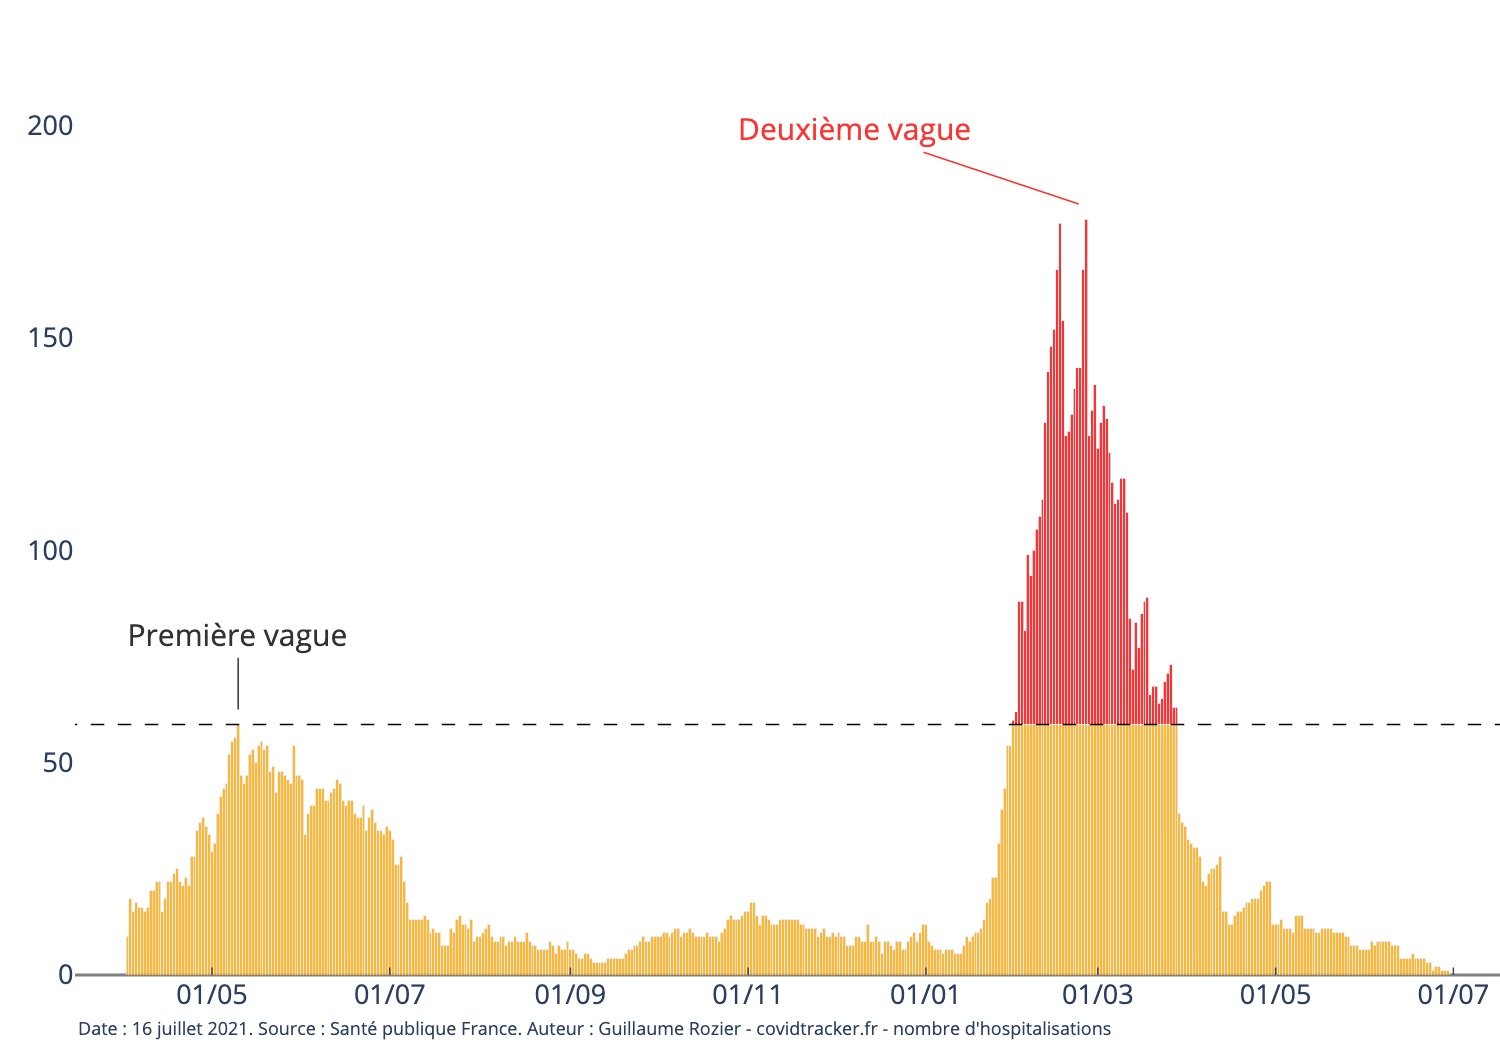 200
Deuxième vague
150
100
Première vague
50
0
01/05 01/07 01/09 01/11 01/01 01/03 01/05 01/07
Date : 16 juillet 2021. Source : Santé publique France. Auteur : Guillaume Rozier - covidtracker.fr - nombre d'hospitalisations